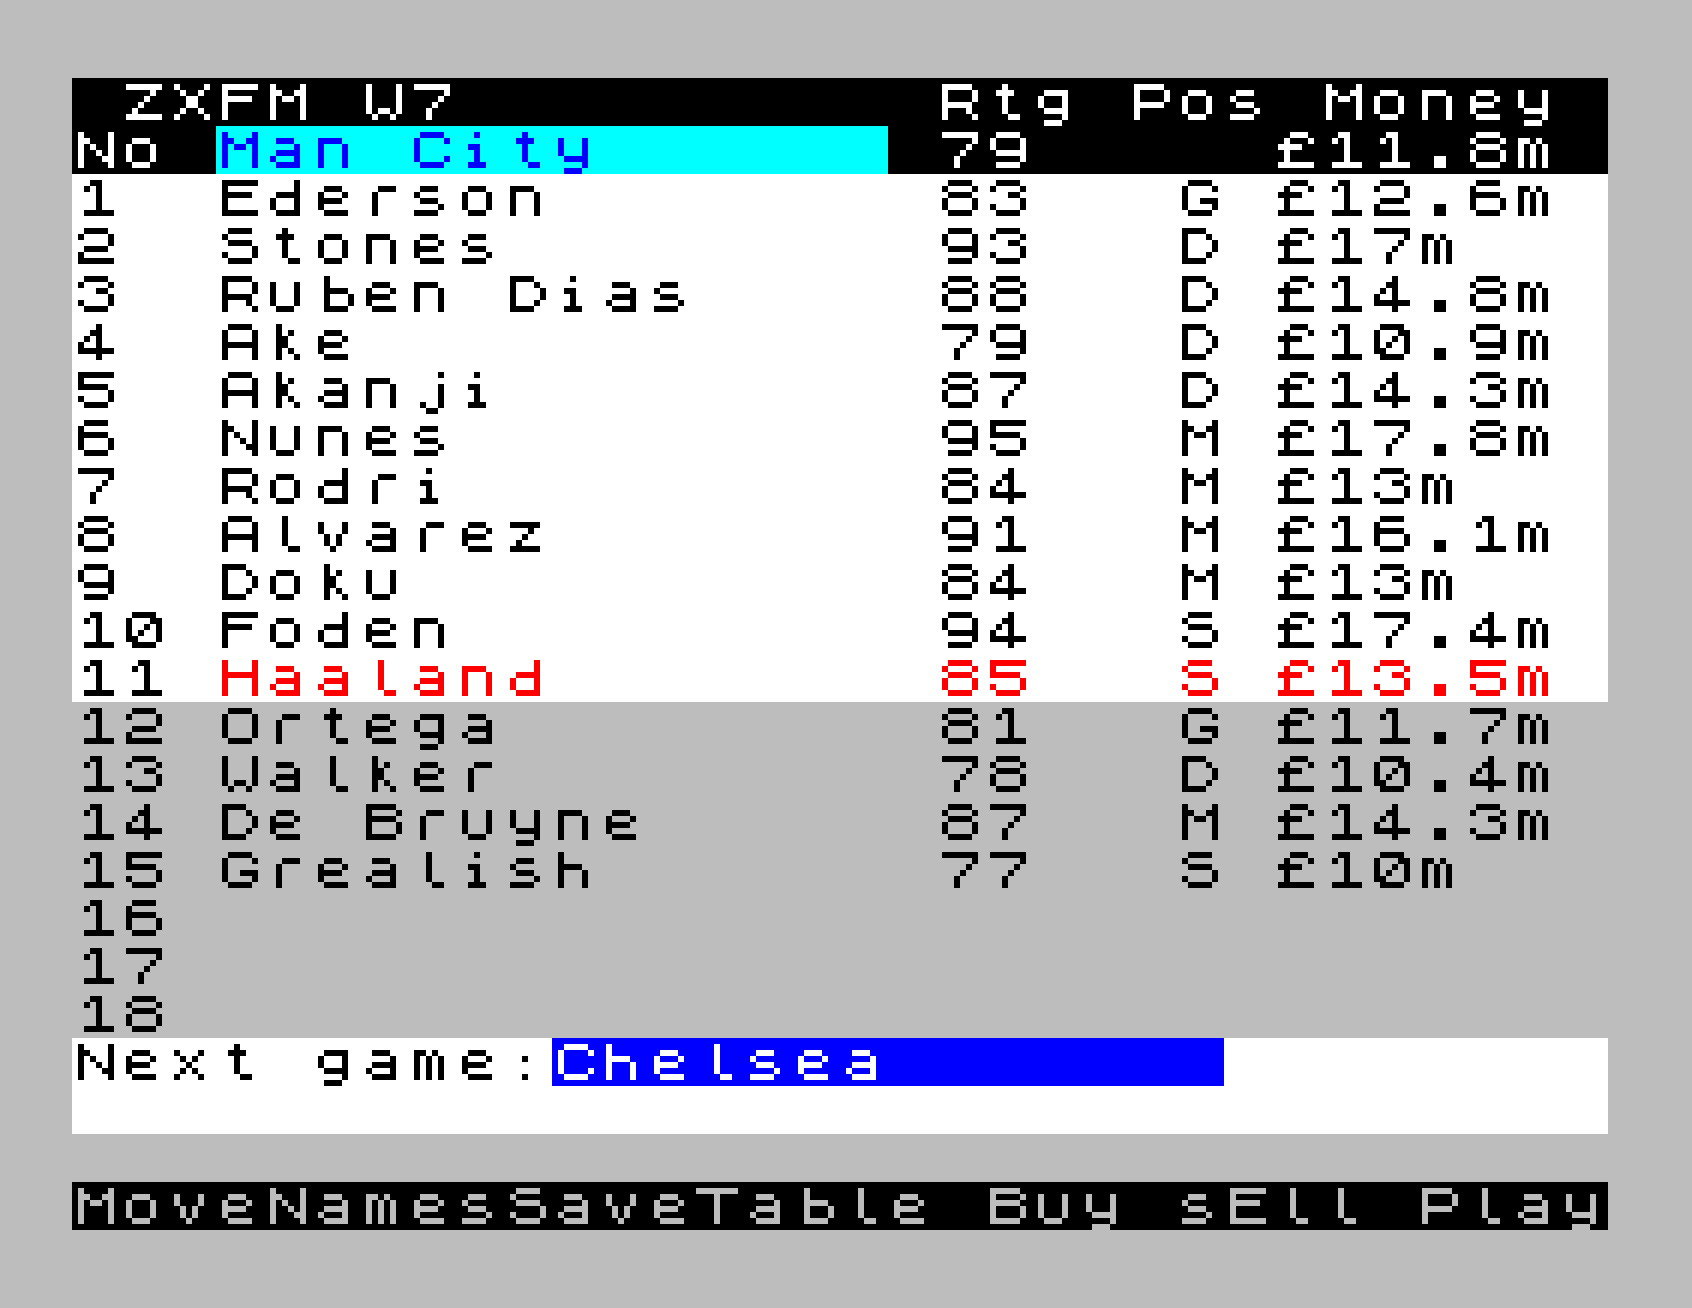 ZXFM W7 Rtg Pos Money
No Man City 79 £11.8m
1 Ederson 83 G £12.6m
2 Stones 93 D £17m
3 Ruben Dias 88 D £14.8m
4 Ake 79 D £10.9m
5 Akanji 87 D £14.3m
6 Nunes 95 M £17.8m
7 Rodri 84 M £13m
8 Alvarez 91 M £16.1m
9 Doku 84 M £13m
10 Foden 94 S £17.4m
11 Haaland 85 S £13.5m
12 Ortega 81 G £11.7m
13 Walker 78 D £10.4m
14 De Bruyne 87 M £14.3m
15 Grealish 77 S £10m
16
17
18
Next game:Chelsea
MoveNamesSaveTable Buy sEll Play